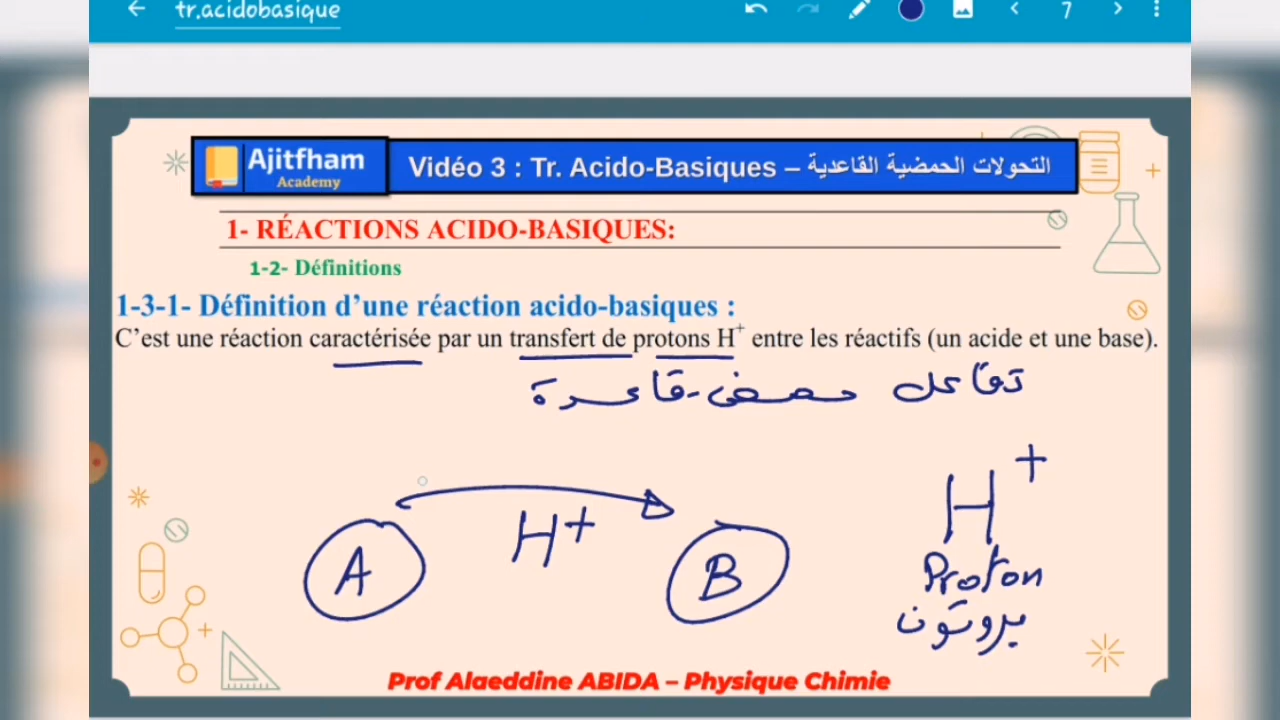 tr.acidobasique
7
Ajitfham
Academy
Vidéo 3 : Tr. Acido-Basiques – التحولات الحمضية القاعدية
1- RÉACTIONS ACIDO-BASIQUES:
1-2- Définitions
1-3-1- Définition d’une réaction acido-basiques :
C’est une réaction caractérisée par un transfert de protons H⁺ entre les réactifs (un acide et une base).
تفاعل حمض-قاعدة
H⁺
A
H⁺
B
Proton
بروتون
Prof Alaeddine ABIDA – Physique Chimie